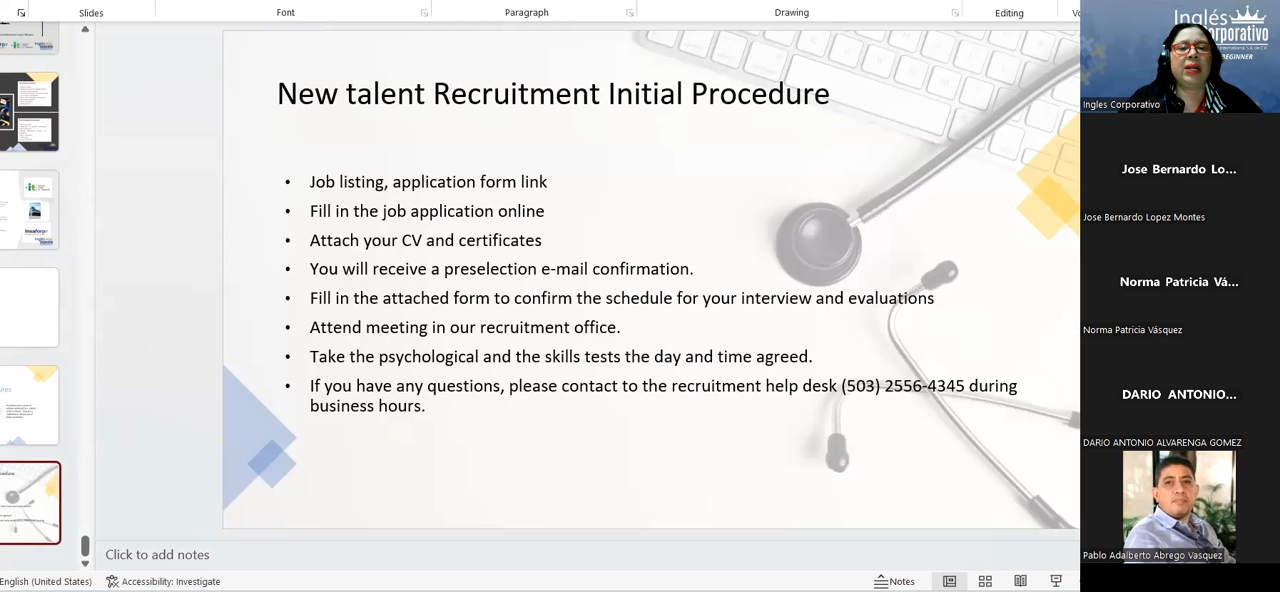 Slides
Font
Paragraph
Drawing
Editing
New talent Recruitment Initial Procedure
• Job listing, application form link
• Fill in the job application online
• Attach your CV and certificates
• You will receive a preselection e-mail confirmation.
• Fill in the attached form to confirm the schedule for your interview and evaluations
• Attend meeting in our recruitment office.
• Take the psychological and the skills tests the day and time agreed.
• If you have any questions, please contact to the recruitment help desk (503) 2556-4345 during
business hours.
Click to add notes
English (United States)
Accessibility: Investigate
Notes
Inglés
BEGINNER
Ingles Corporativo
Jose Bernardo Lo...
Jose Bernardo Lopez Montes
Norma Patricia Vá...
Norma Patricia Vásquez
DARIO ANTONIO...
DARIO ANTONIO ALVARENGA GOMEZ
Pablo Adalberto Abrego Vasquez